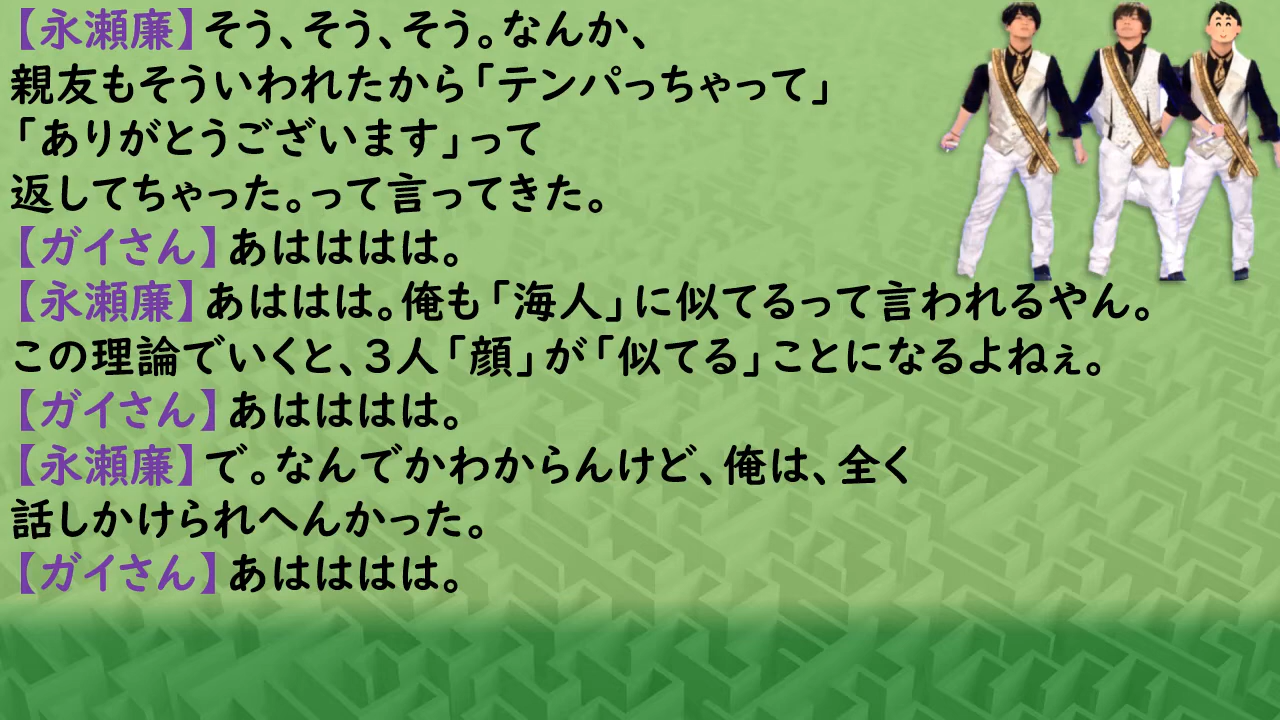 【永瀬廉】そう、そう、そう。なんか、
親友もそういわれたから「テンパっちゃって」
「ありがとうございます」って
返してちゃった。って言ってきた。
【ガイさん】あはははは。
【永瀬廉】あははは。俺も「海人」に似てるって言われるやん。
この理論でいくと、３人「顔」が「似てる」ことになるよねぇ。
【ガイさん】あはははは。
【永瀬廉】で。なんでかわからんけど、俺は、全く
話しかけられへんかった。
【ガイさん】あはははは。